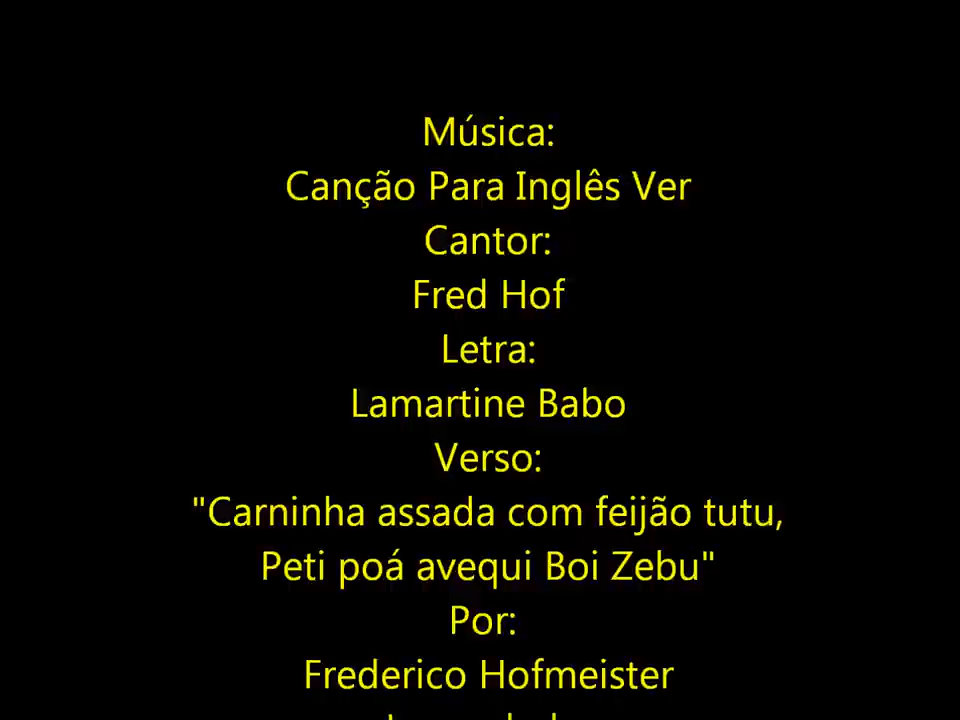 Música:
Canção Para Inglês Ver
Cantor:
Fred Hof
Letra:
Lamartine Babo
Verso:
"Carninha assada com feijão tutu,
Peti poá avequi Boi Zebu"
Por:
Frederico Hofmeister